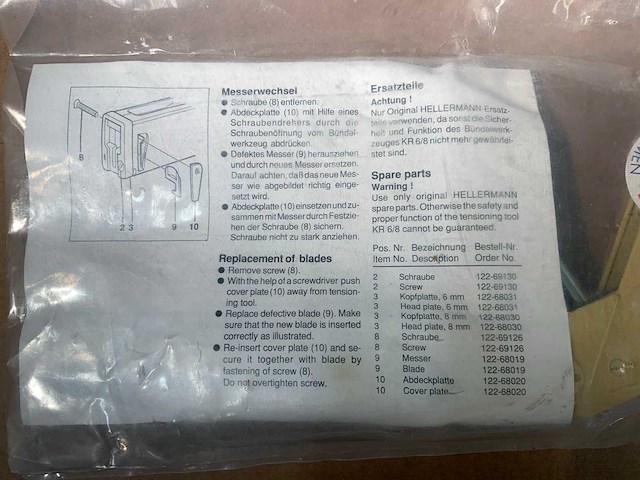 8
2 3
9
10
Messerwechsel
● Schraube (8) entfernen.
● Abdeckplatte (10) mit Hilfe eines
Schraubendrehers durch die
Schraubenöffnung vom Bündel-
werkzeug abdrücken.
● Defektes Messer (9) herausziehen
und durch neues Messer ersetzen.
Darauf achten, daß das neue Mes-
ser wie abgebildet richtig einge-
setzt wird.
● Abdeckplatte (10) einsetzen und zu-
sammen mit Messer durch Festzie-
hen der Schraube (8) sichern.
Schraube nicht zu stark anziehen.
Replacement of blades
● Remove screw (8).
● With the help of a screwdriver push
cover plate (10) away from tension-
ing tool.
● Replace defective blade (9). Make
sure that the new blade is inserted
correctly as illustrated.
● Re-insert cover plate (10) and se-
cure it together with blade by
fastening of screw (8).
Do not overtighten screw.
Ersatzteile
Achtung !
Nur Original HELLERMANN-Ersatz-
teile verwenden, da sonst die Sicher-
heit und Funktion des Bündelwerk-
zeuges KR 6/8 nicht mehr gewährlei-
stet sind.
Spare parts
Warning !
Use only original HELLERMANN
spare parts. Otherwise the safety and
proper function of the tensioning tool
KR 6/8 cannot be guaranteed.
Pos. Nr. Bezeichnung Bestell-Nr.
Item No. Description Order No.
2 Schraube 122-69130
2 Screw 122-69130
3 Kopfplatte, 6 mm 122-68031
3 Head plate, 6 mm 122-68031
3 Kopfplatte, 8 mm 122-68030
3 Head plate, 8 mm 122-68030
8 Schraube 122-69126
8 Screw 122-69126
9 Messer 122-68019
9 Blade 122-68019
10 Abdeckplatte 122-68020
10 Cover plate 122-68020